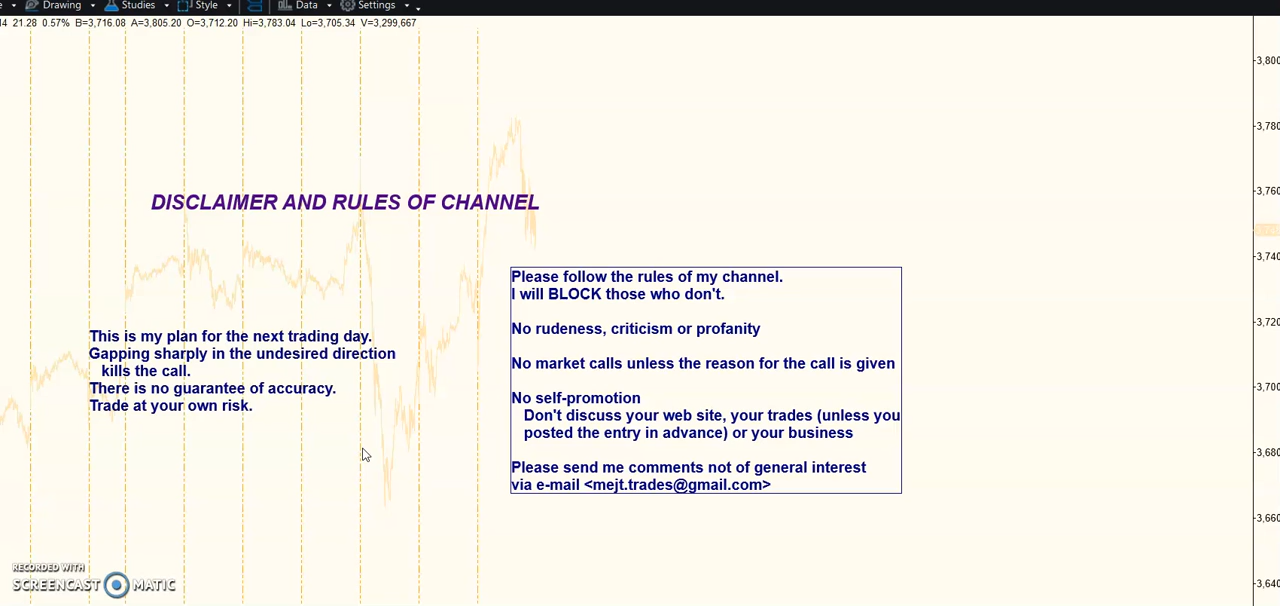 Drawing Studies Style Data Settings
21.28 0.57% B=3,716.08 A=3,805.20 O=3,712.20 Hi=3,783.04 Lo=3,705.34 V=3,299,667
3,800
3,780
3,760
3,740
3,720
3,700
3,680
3,660
3,640
DISCLAIMER AND RULES OF CHANNEL
This is my plan for the next trading day.
Gapping sharply in the undesired direction
kills the call.
There is no guarantee of accuracy.
Trade at your own risk.
Please follow the rules of my channel.
I will BLOCK those who don't.
No rudeness, criticism or profanity
No market calls unless the reason for the call is given
No self-promotion
Don't discuss your web site, your trades (unless you
posted the entry in advance) or your business
Please send me comments not of general interest
via e-mail <mejt.trades@gmail.com>
RECORDED WITH
SCREENCAST MATIC